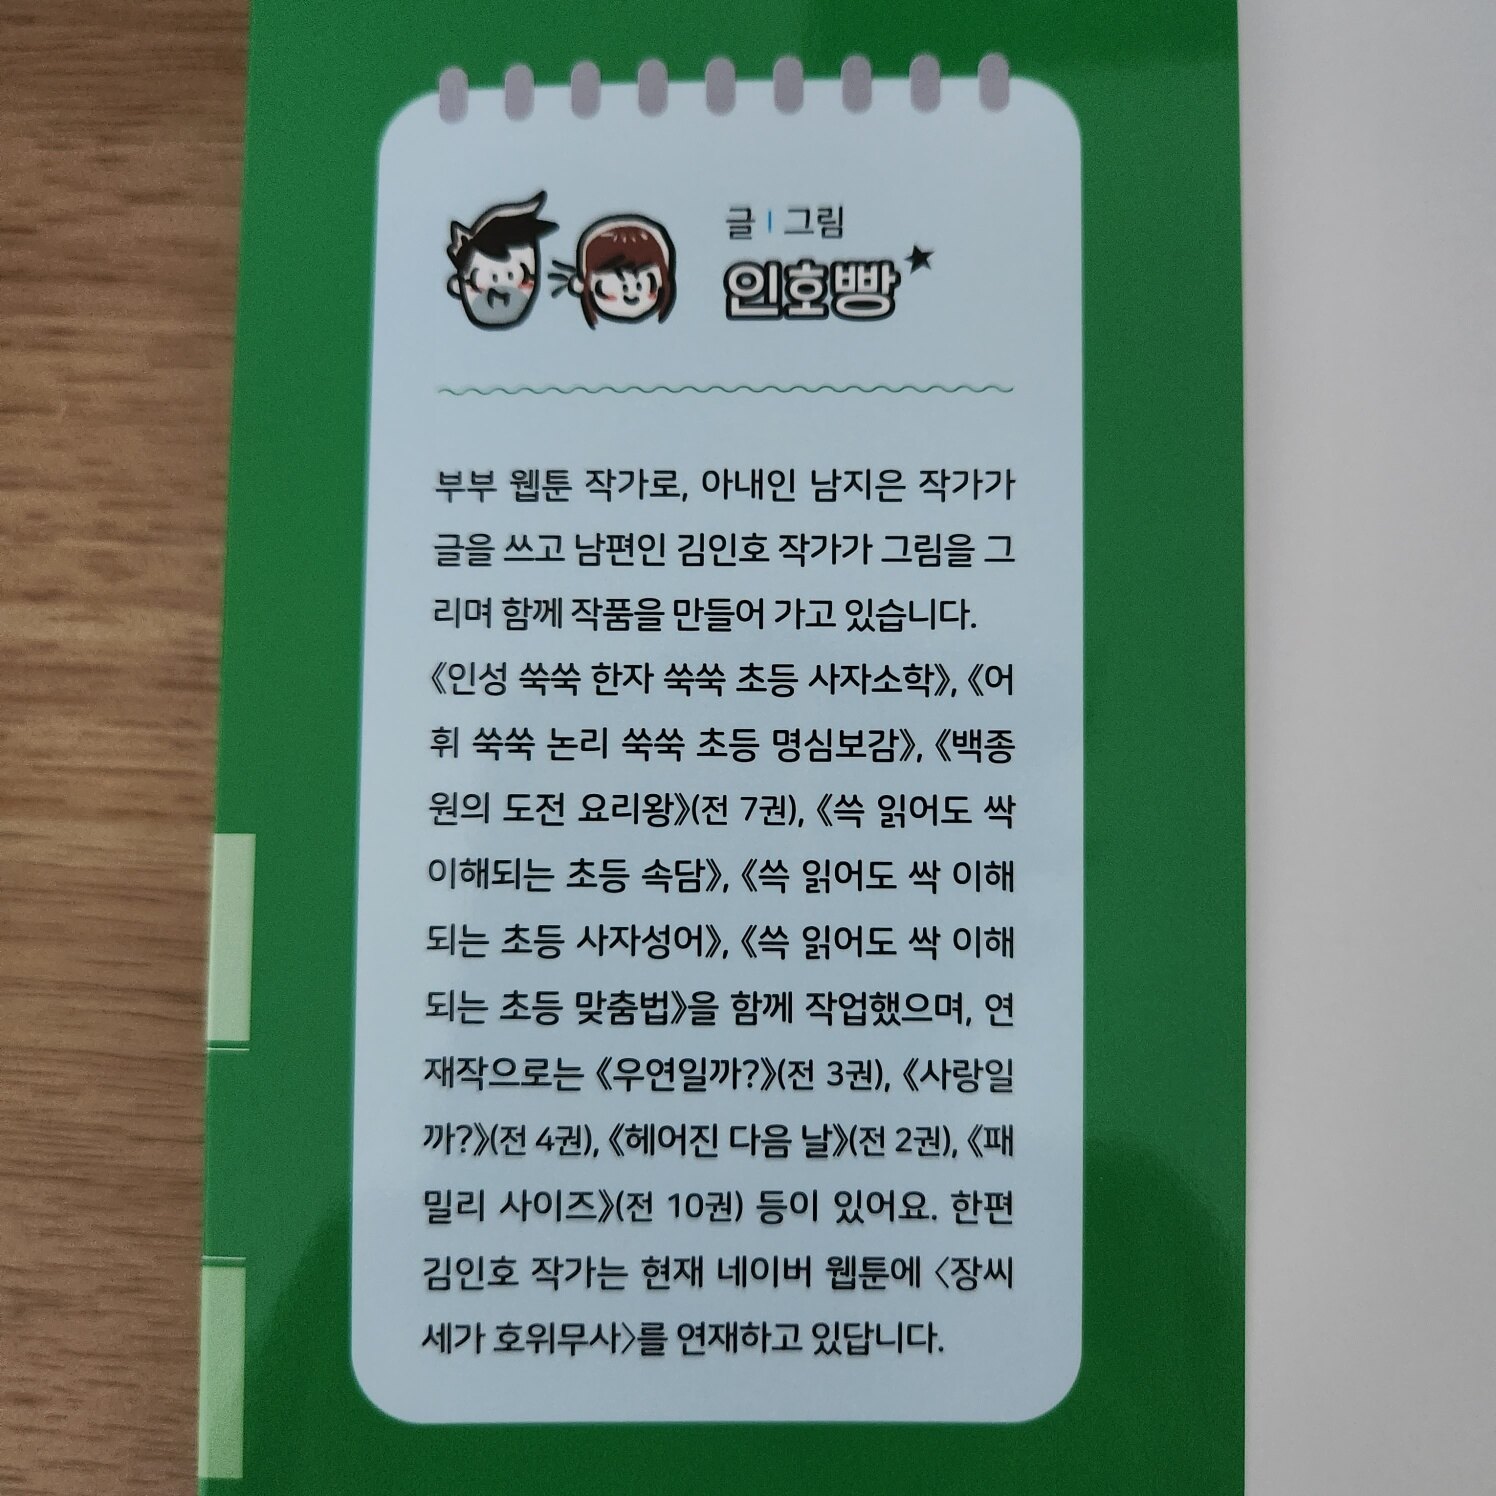 글 | 그림
인호빵
부부 웹툰 작가로, 아내인 남지은 작가가
글을 쓰고 남편인 김인호 작가가 그림을 그
리며 함께 작품을 만들어 가고 있습니다.
《인성 쑥쑥 한자 쑥쑥 초등 사자소학》, 《어
휘 쑥쑥 논리 쑥쑥 초등 명심보감》, 《백종
원의 도전 요리왕》(전 7권), 《쓱 읽어도 싹
이해되는 초등 속담》, 《쓱 읽어도 싹 이해
되는 초등 사자성어》, 《쓱 읽어도 싹 이해
되는 초등 맞춤법》을 함께 작업했으며, 연
재작으로는 《우연일까?》(전 3권), 《사랑일
까?》(전 4권), 《헤어진 다음 날》(전 2권), 《패
밀리 사이즈》(전 10권) 등이 있어요. 한편
김인호 작가는 현재 네이버 웹툰에 〈장씨
세가 호위무사〉를 연재하고 있답니다.